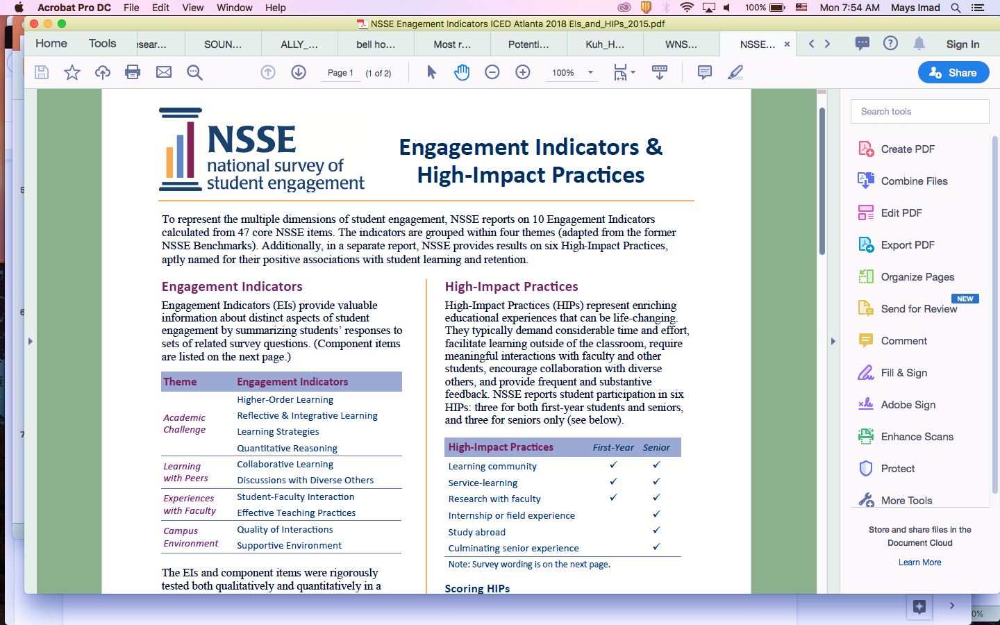 Acrobat Pro DC File Edit View Window Help 100% Mon 7:54 AM Mays Imad
NSSE Enagement Indicators ICED Atlanta 2018 EIs_and_HIPs_2015.pdf
Home Tools esear... SOUN... ALLY_... bell ho... Most r... Potenti... Kuh_H... WNS... NSSE... × Sign In
Page 1 (1 of 2) 100% Share
NSSE
national survey of
student engagement
Engagement Indicators &
High-Impact Practices
To represent the multiple dimensions of student engagement, NSSE reports on 10 Engagement Indicators
calculated from 47 core NSSE items. The indicators are grouped within four themes (adapted from the former
NSSE Benchmarks). Additionally, in a separate report, NSSE provides results on six High-Impact Practices,
aptly named for their positive associations with student learning and retention.
Engagement Indicators
Engagement Indicators (EIs) provide valuable
information about distinct aspects of student
engagement by summarizing students' responses to
sets of related survey questions. (Component items
are listed on the next page.)
Theme Engagement Indicators
Academic
Challenge
Higher-Order Learning
Reflective & Integrative Learning
Learning Strategies
Quantitative Reasoning
Learning
with Peers
Collaborative Learning
Discussions with Diverse Others
Experiences
with Faculty
Student-Faculty Interaction
Effective Teaching Practices
Campus
Environment
Quality of Interactions
Supportive Environment
The EIs and component items were rigorously
tested both qualitatively and quantitatively in a
High-Impact Practices
High-Impact Practices (HIPs) represent enriching
educational experiences that can be life-changing.
They typically demand considerable time and effort,
facilitate learning outside of the classroom, require
meaningful interactions with faculty and other
students, encourage collaboration with diverse
others, and provide frequent and substantive
feedback. NSSE reports student participation in six
HIPs: three for both first-year students and seniors,
and three for seniors only (see below).
High-Impact Practices First-Year Senior
Learning community ✓ ✓
Service-learning ✓ ✓
Research with faculty ✓ ✓
Internship or field experience ✓
Study abroad ✓
Culminating senior experience ✓
Note: Survey wording is on the next page.
Scoring HIPs
Search tools
Create PDF
Combine Files
Edit PDF
Export PDF
Organize Pages
NEW
Send for Review
Comment
Fill & Sign
Adobe Sign
Enhance Scans
Protect
More Tools
Store and share files in the
Document Cloud
Learn More
5
6
7
0%